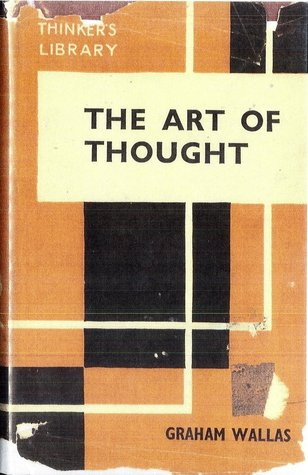 THINKER'S
LIBRARY
THE ART OF
THOUGHT
GRAHAM WALLAS